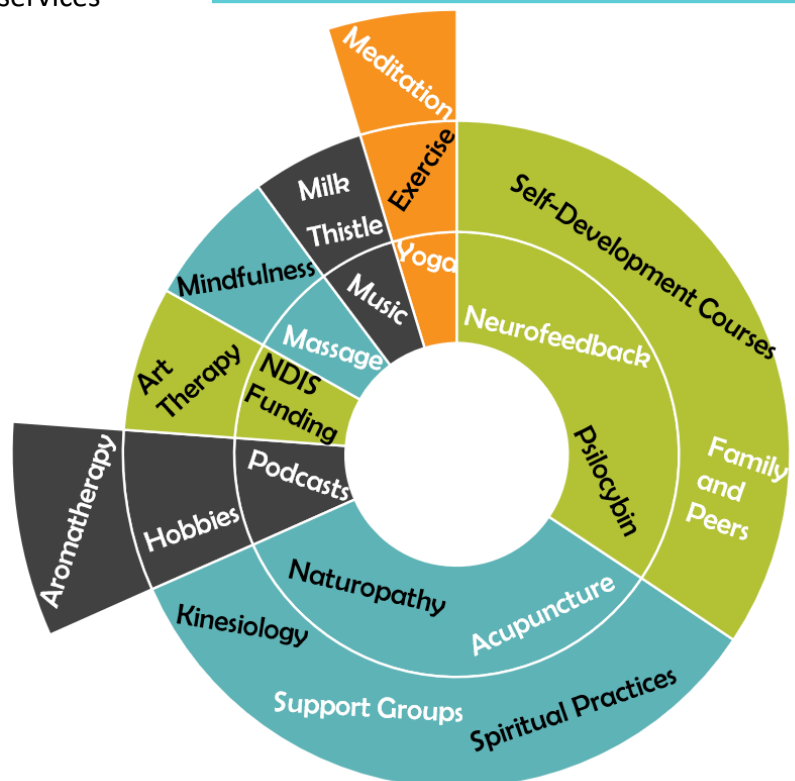 services
Meditation
Exercise
Yoga
Milk
Thistle
Music
Mindfulness
Massage
Art
Therapy
NDIS
Funding
Aromatherapy
Hobbies
Podcasts
Self-Development Courses
Neurofeedback
Psilocybin
Family
and
Peers
Naturopathy
Acupuncture
Kinesiology
Support Groups
Spiritual Practices